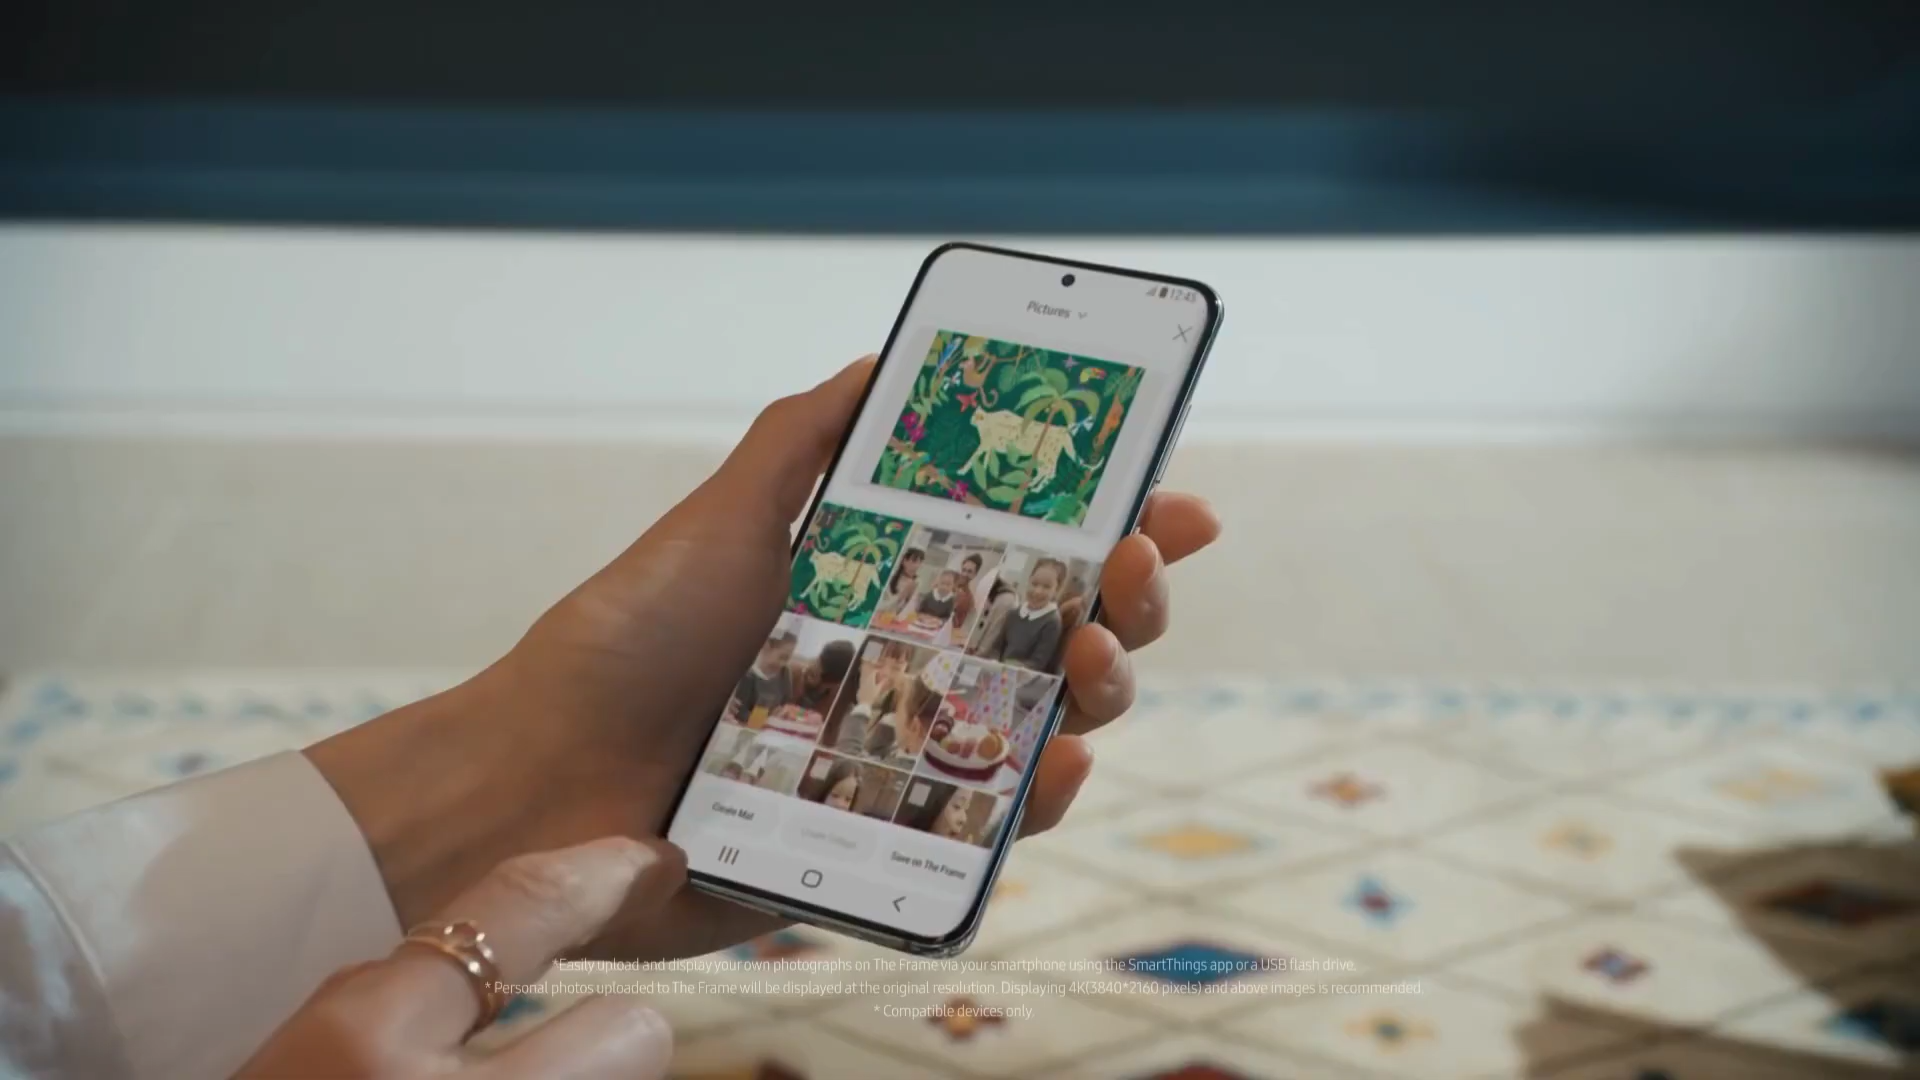 12:45
Pictures
Create Mat
Save on The Frame
*Easily upload and display your own photographs on The Frame via your smartphone using the SmartThings app or a USB flash drive.
* Personal photos uploaded to The Frame will be displayed at the original resolution. Displaying 4K(3840*2160 pixels) and above images is recommended.
* Compatible devices only.